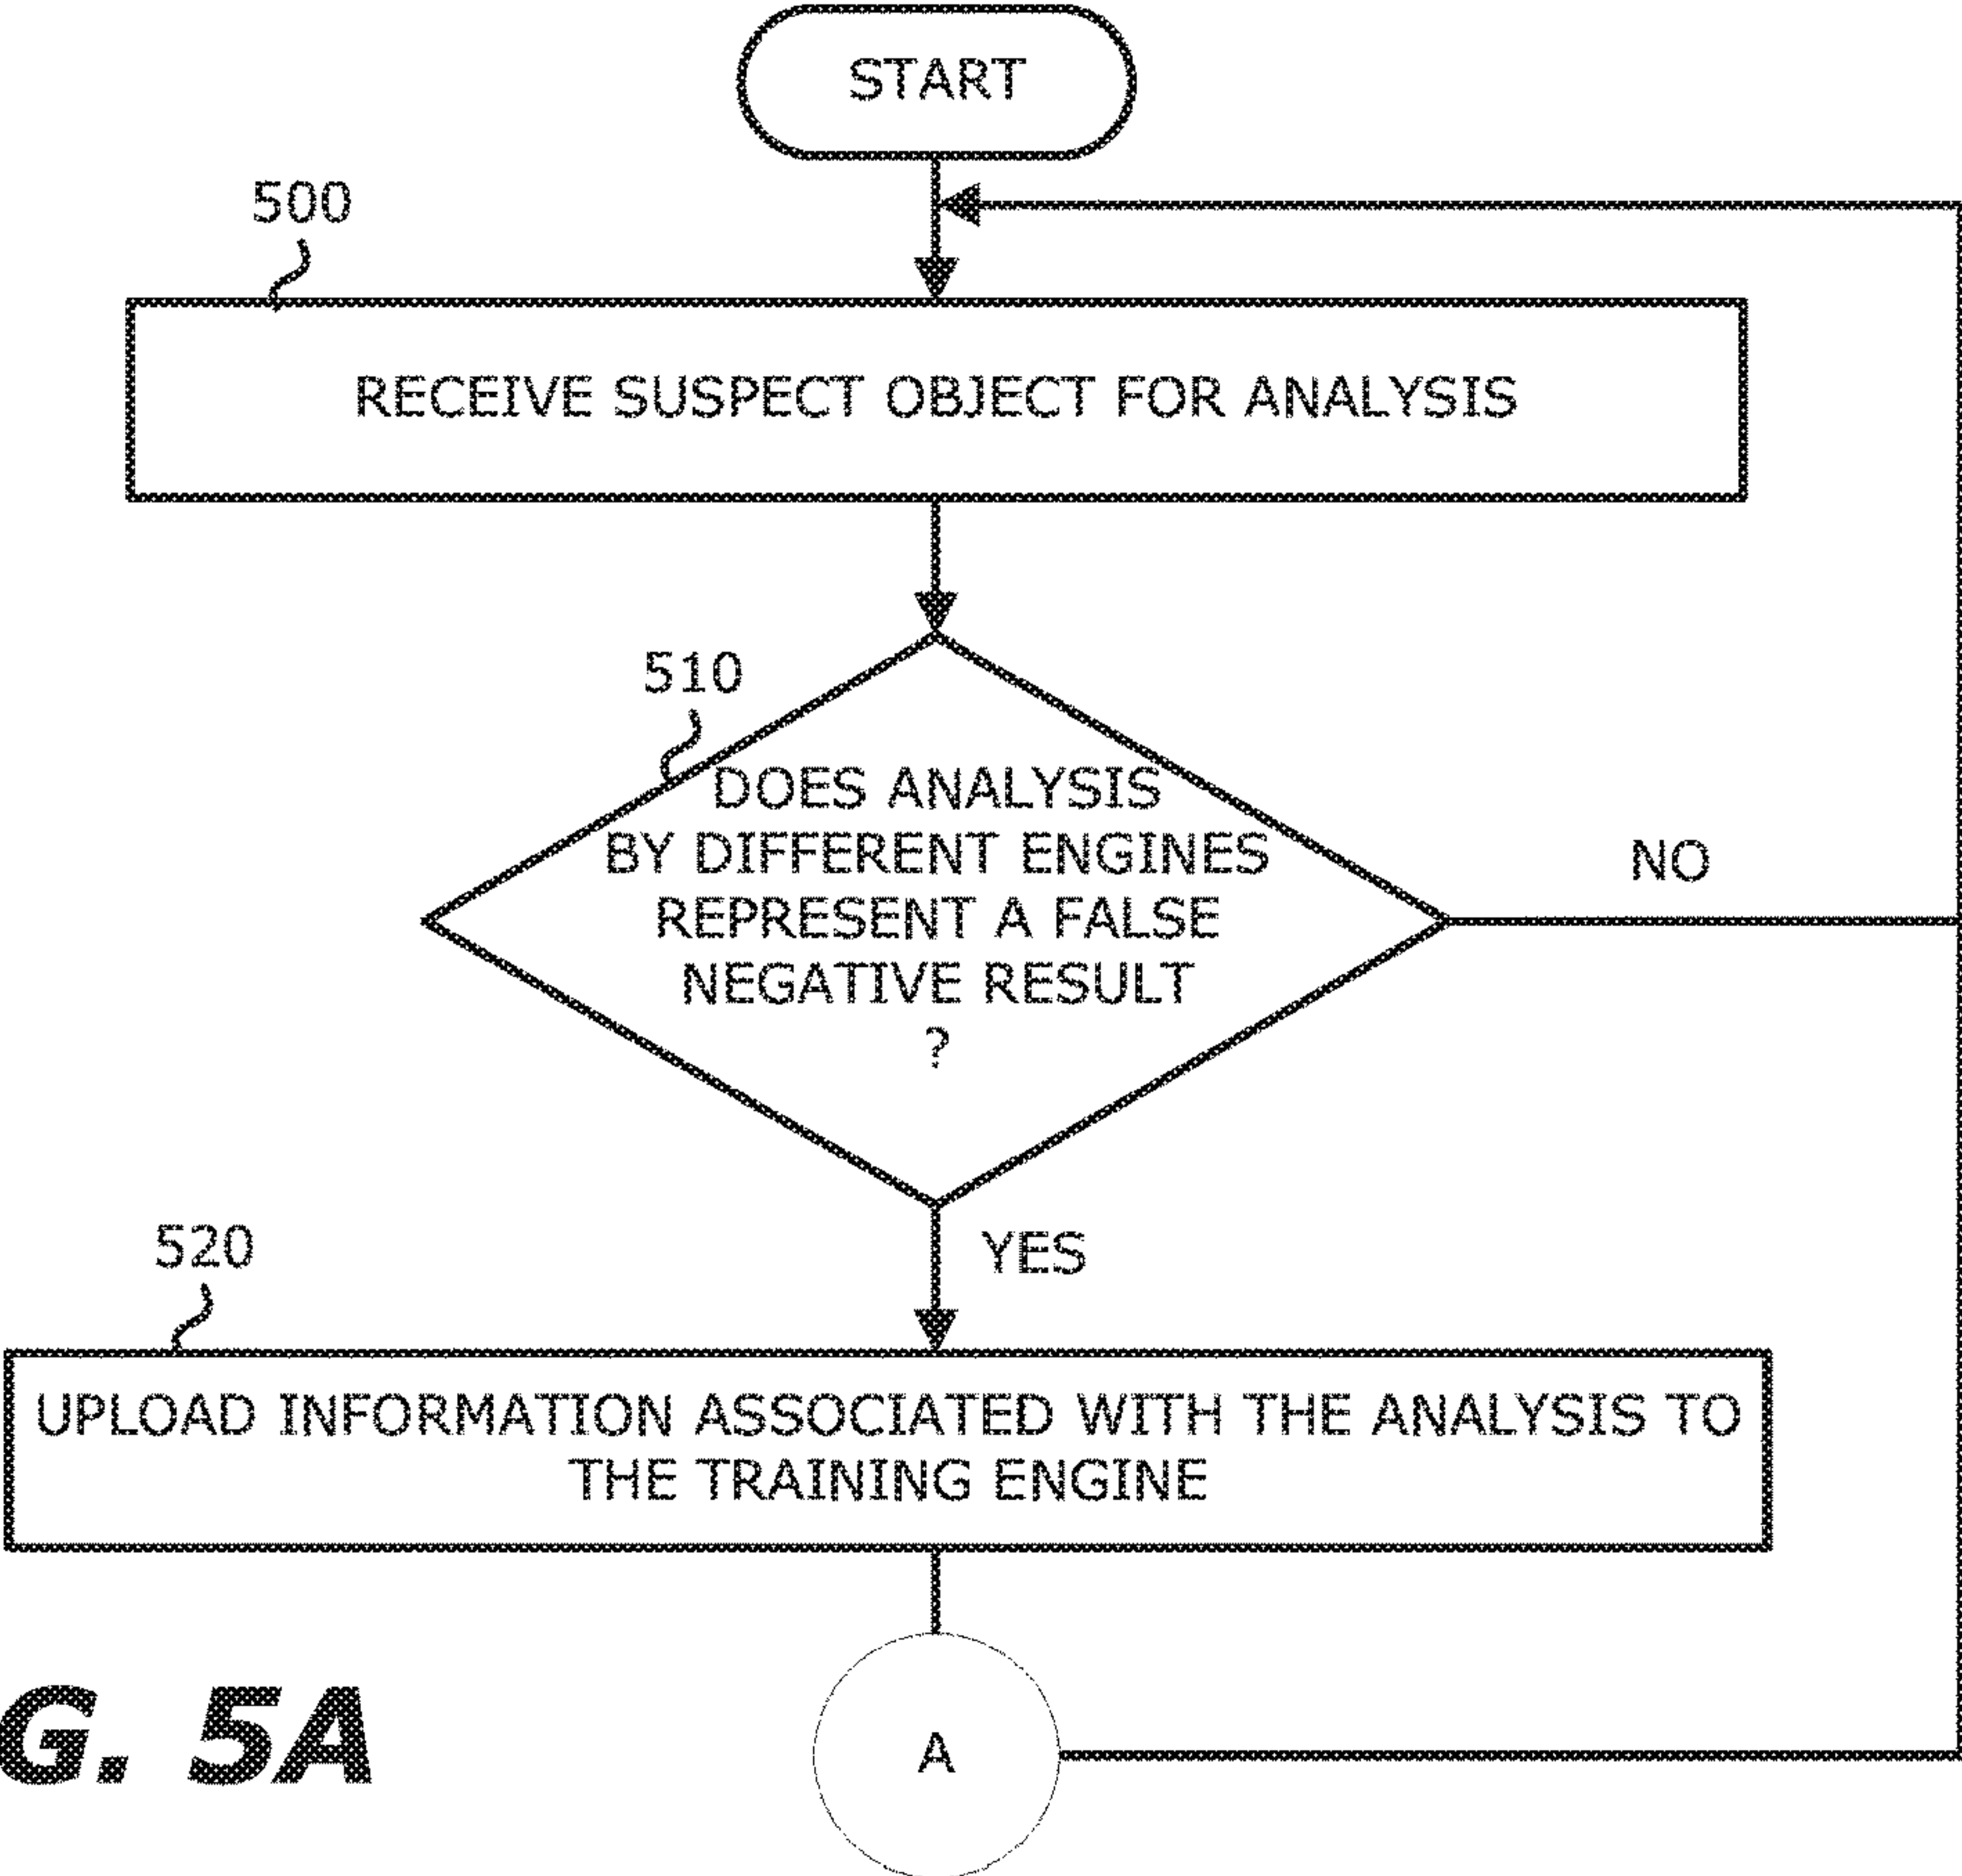 START
500
RECEIVE SUSPECT OBJECT FOR ANALYSIS
510
DOES ANALYSIS
BY DIFFERENT ENGINES
REPRESENT A FALSE
NEGATIVE RESULT
?
NO
YES
520
UPLOAD INFORMATION ASSOCIATED WITH THE ANALYSIS TO
THE TRAINING ENGINE
A
G. 5A